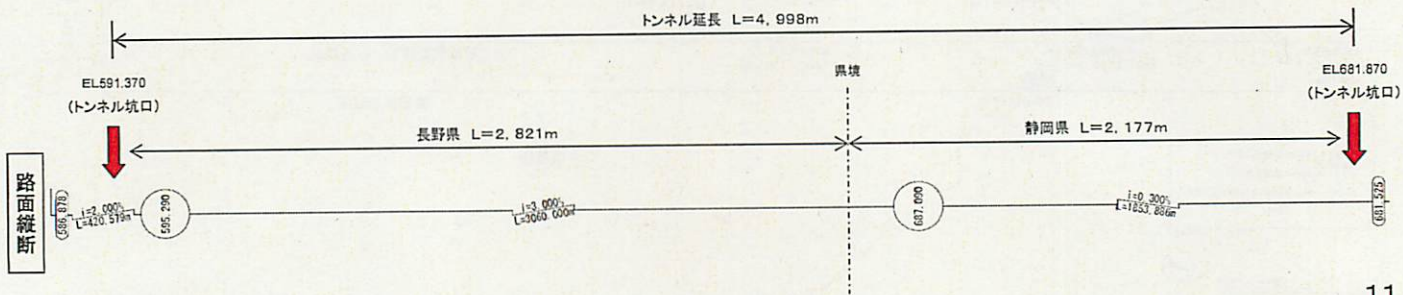 トンネル延長 L=4,998m
EL591.370
(トンネル坑口)
県境
EL681.870
(トンネル坑口)
長野県 L=2,821m
静岡県 L=2,177m
路面縦断
586.878
i=2.000%
L=420.579m
595.290
i=3.000%
L=3060.000m
687.090
i=0.300%
L=1853.886m
681.525
11